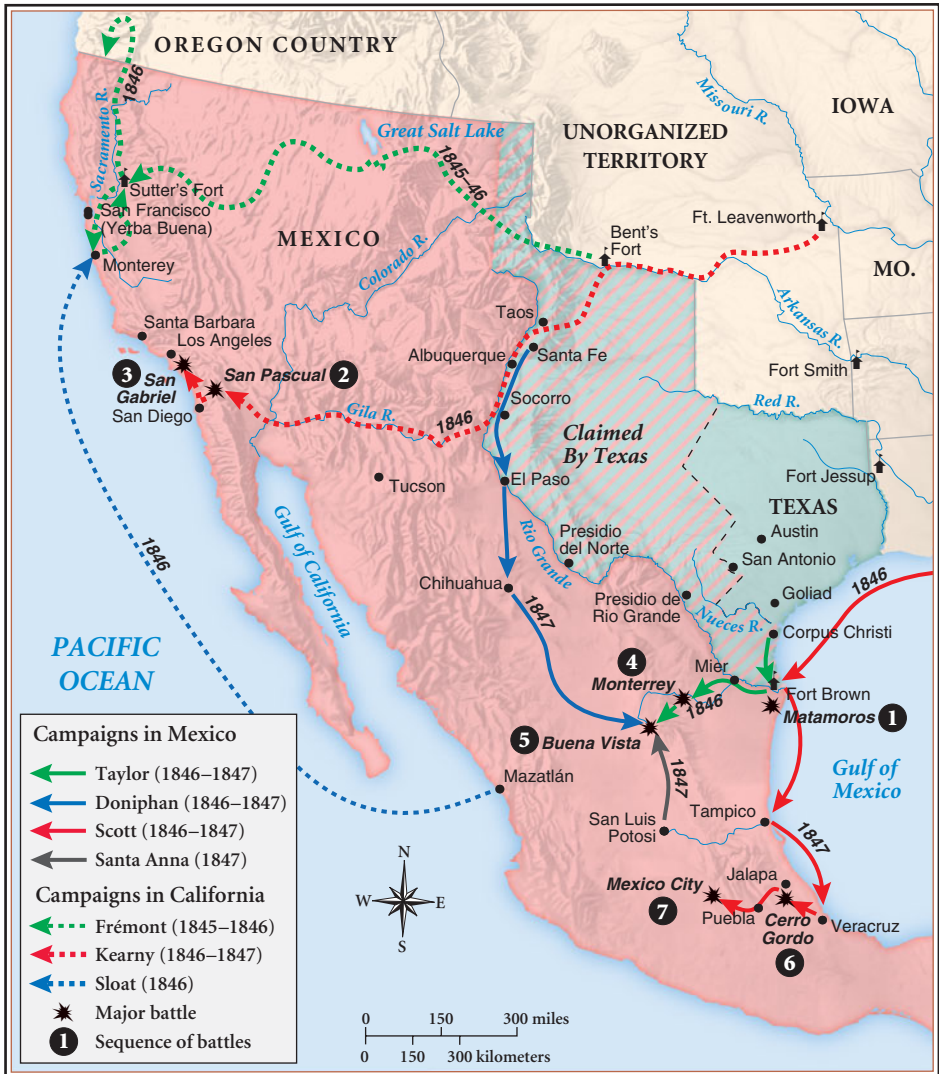 OREGON COUNTRY
1846
Sacramento R.
Great Salt Lake
UNORGANIZED
TERRITORY
Missouri R.
IOWA
1845–46
Sutter's Fort
San Francisco
(Yerba Buena)
MEXICO
Colorado R.
Bent's
Fort
Ft. Leavenworth
MO.
Monterey
Arkansas R.
Taos
Santa Barbara
Los Angeles
Albuquerque
Santa Fe
Fort Smith
3
San
Gabriel
San Pascual
2
San Diego
Gila R.
1846
Socorro
Red R.
Claimed
By Texas
Tucson
El Paso
Fort Jessup
TEXAS
Gulf of California
Rio Grande
Presidio
del Norte
Austin
San Antonio
1846
Chihuahua
1847
Presidio de
Rio Grande
Nueces R.
Goliad
1846
Corpus Christi
PACIFIC
OCEAN
4
Monterrey
Mier
1846
Fort Brown
Matamoros
1
5
Buena Vista
Mazatlán
1847
Gulf of
Mexico
San Luis
Potosi
Tampico
1847
Jalapa
Mexico City
7
Puebla
Cerro
Gordo
6
Veracruz
Campaigns in Mexico
Taylor (1846–1847)
Doniphan (1846–1847)
Scott (1846–1847)
Santa Anna (1847)
Campaigns in California
Frémont (1845–1846)
Kearny (1846–1847)
Sloat (1846)
Major battle
1 Sequence of battles
N
W E
S
0 150 300 miles
0 150 300 kilometers